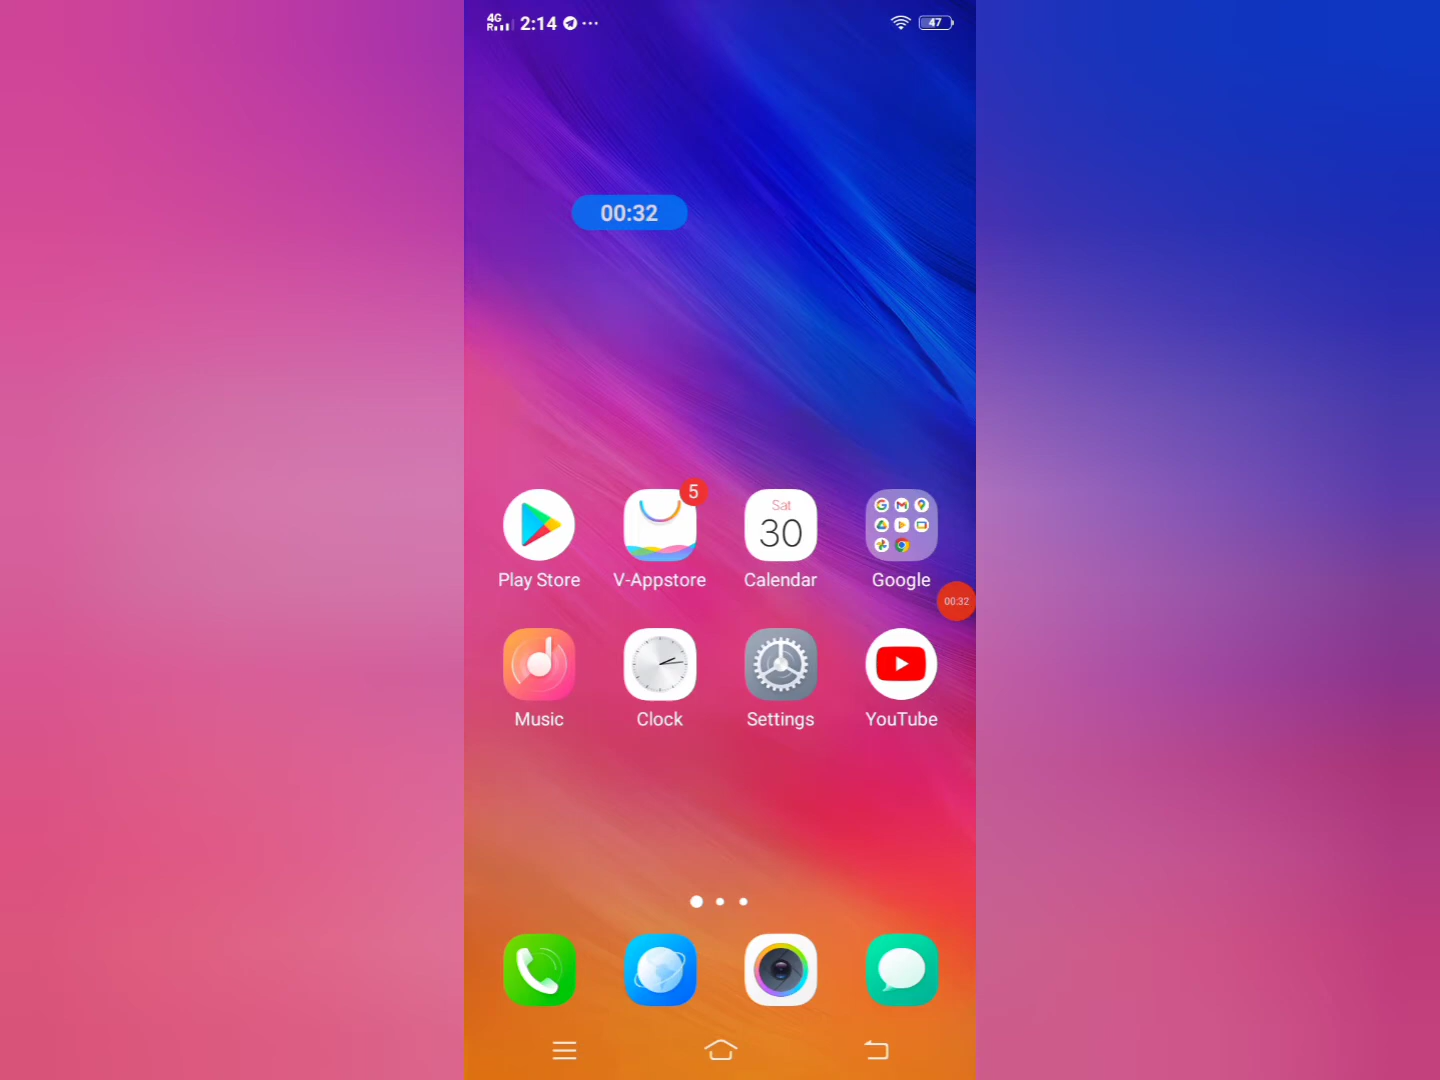 4G
R 2:14 47
00:32
5
Sat
30
Play Store V-Appstore Calendar Google
00:32
Music Clock Settings YouTube